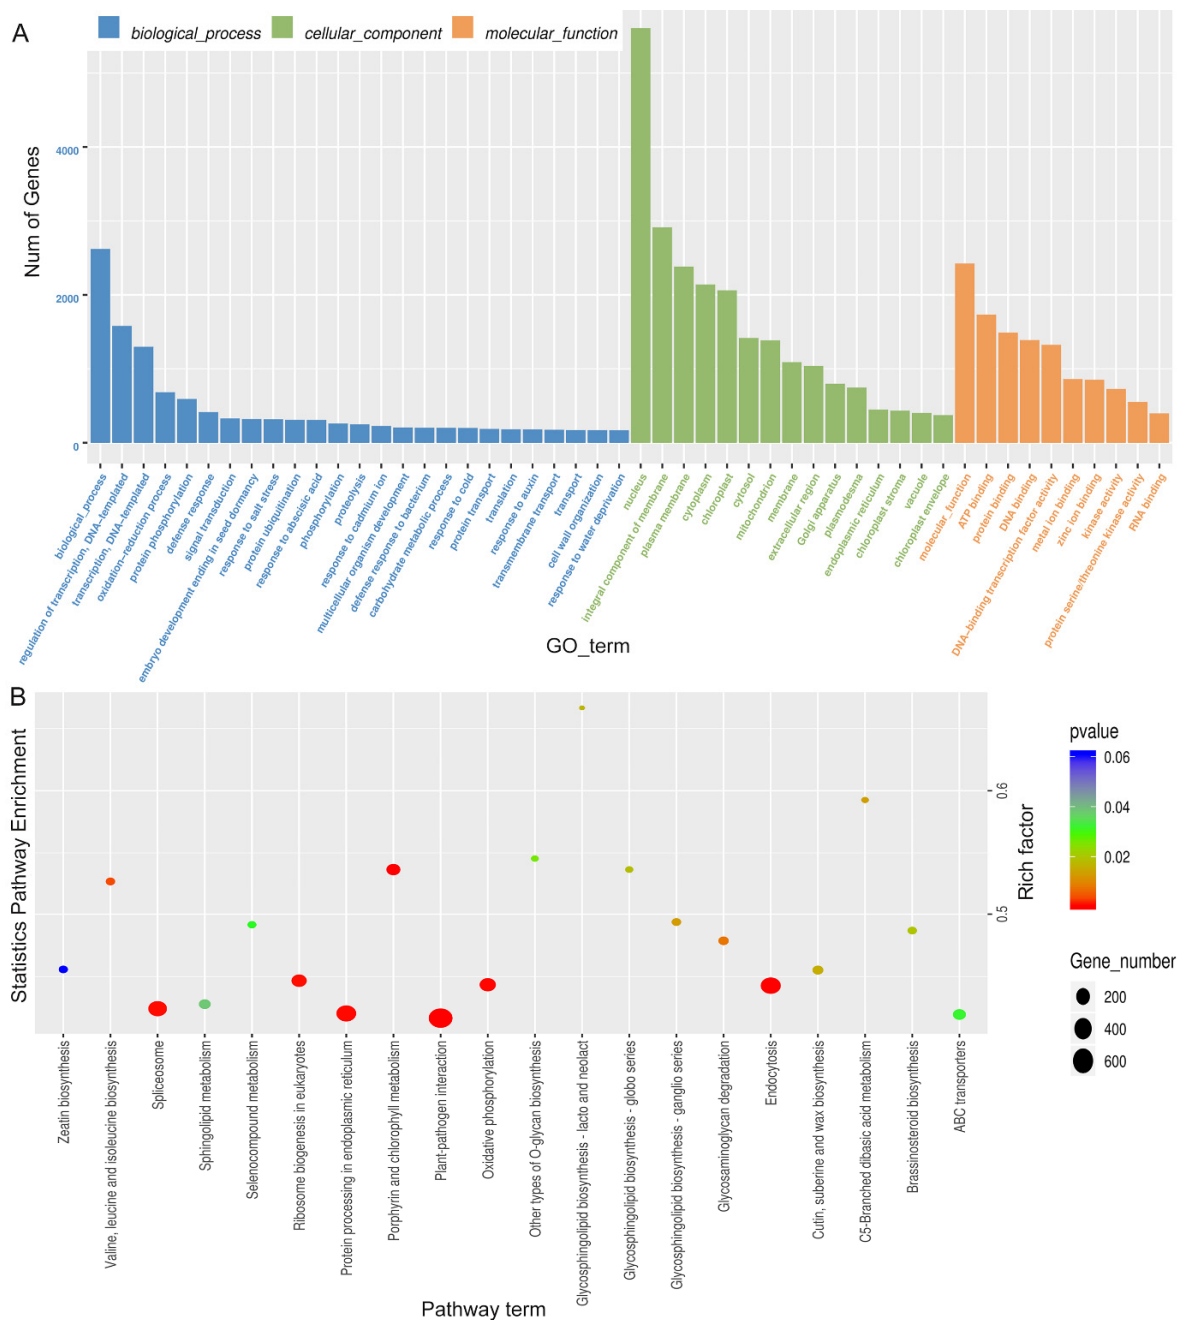 A
biological_process
cellular_component
molecular_function
Num of Genes
4000
2000
0
biological_process
regulation of transcription, DNA−templated
transcription, DNA−templated
oxidation−reduction process
protein phosphorylation
defense response
signal transduction
embryo development ending in seed dormancy
response to salt stress
protein ubiquitination
response to abscisic acid
phosphorylation
proteolysis
response to cadmium ion
multicellular organism development
defense response to bacterium
carbohydrate metabolic process
response to cold
protein transport
translation
response to auxin
transmembrane transport
transport
cell wall organization
response to water deprivation
nucleus
integral component of membrane
plasma membrane
cytoplasm
chloroplast
cytosol
mitochondrion
membrane
extracellular region
Golgi apparatus
plasmodesma
endoplasmic reticulum
chloroplast stroma
vacuole
chloroplast envelope
molecular_function
ATP binding
protein binding
DNA binding
DNA−binding transcription factor activity
metal ion binding
zinc ion binding
kinase activity
protein serine/threonine kinase activity
RNA binding
GO_term
B
Statistics Pathway Enrichment
0.6
0.5
Rich factor
Zeatin biosynthesis
Valine, leucine and isoleucine biosynthesis
Spliceosome
Sphingolipid metabolism
Selenocompound metabolism
Ribosome biogenesis in eukaryotes
Protein processing in endoplasmic reticulum
Porphyrin and chlorophyll metabolism
Plant-pathogen interaction
Oxidative phosphorylation
Other types of O-glycan biosynthesis
Glycosphingolipid biosynthesis - lacto and neolact
Glycosphingolipid biosynthesis - globo series
Glycosphingolipid biosynthesis - ganglio series
Glycosaminoglycan degradation
Endocytosis
Cutin, suberine and wax biosynthesis
C5-Branched dibasic acid metabolism
Brassinosteroid biosynthesis
ABC transporters
Pathway term
pvalue
0.06
0.04
0.02
Gene_number
200
400
600